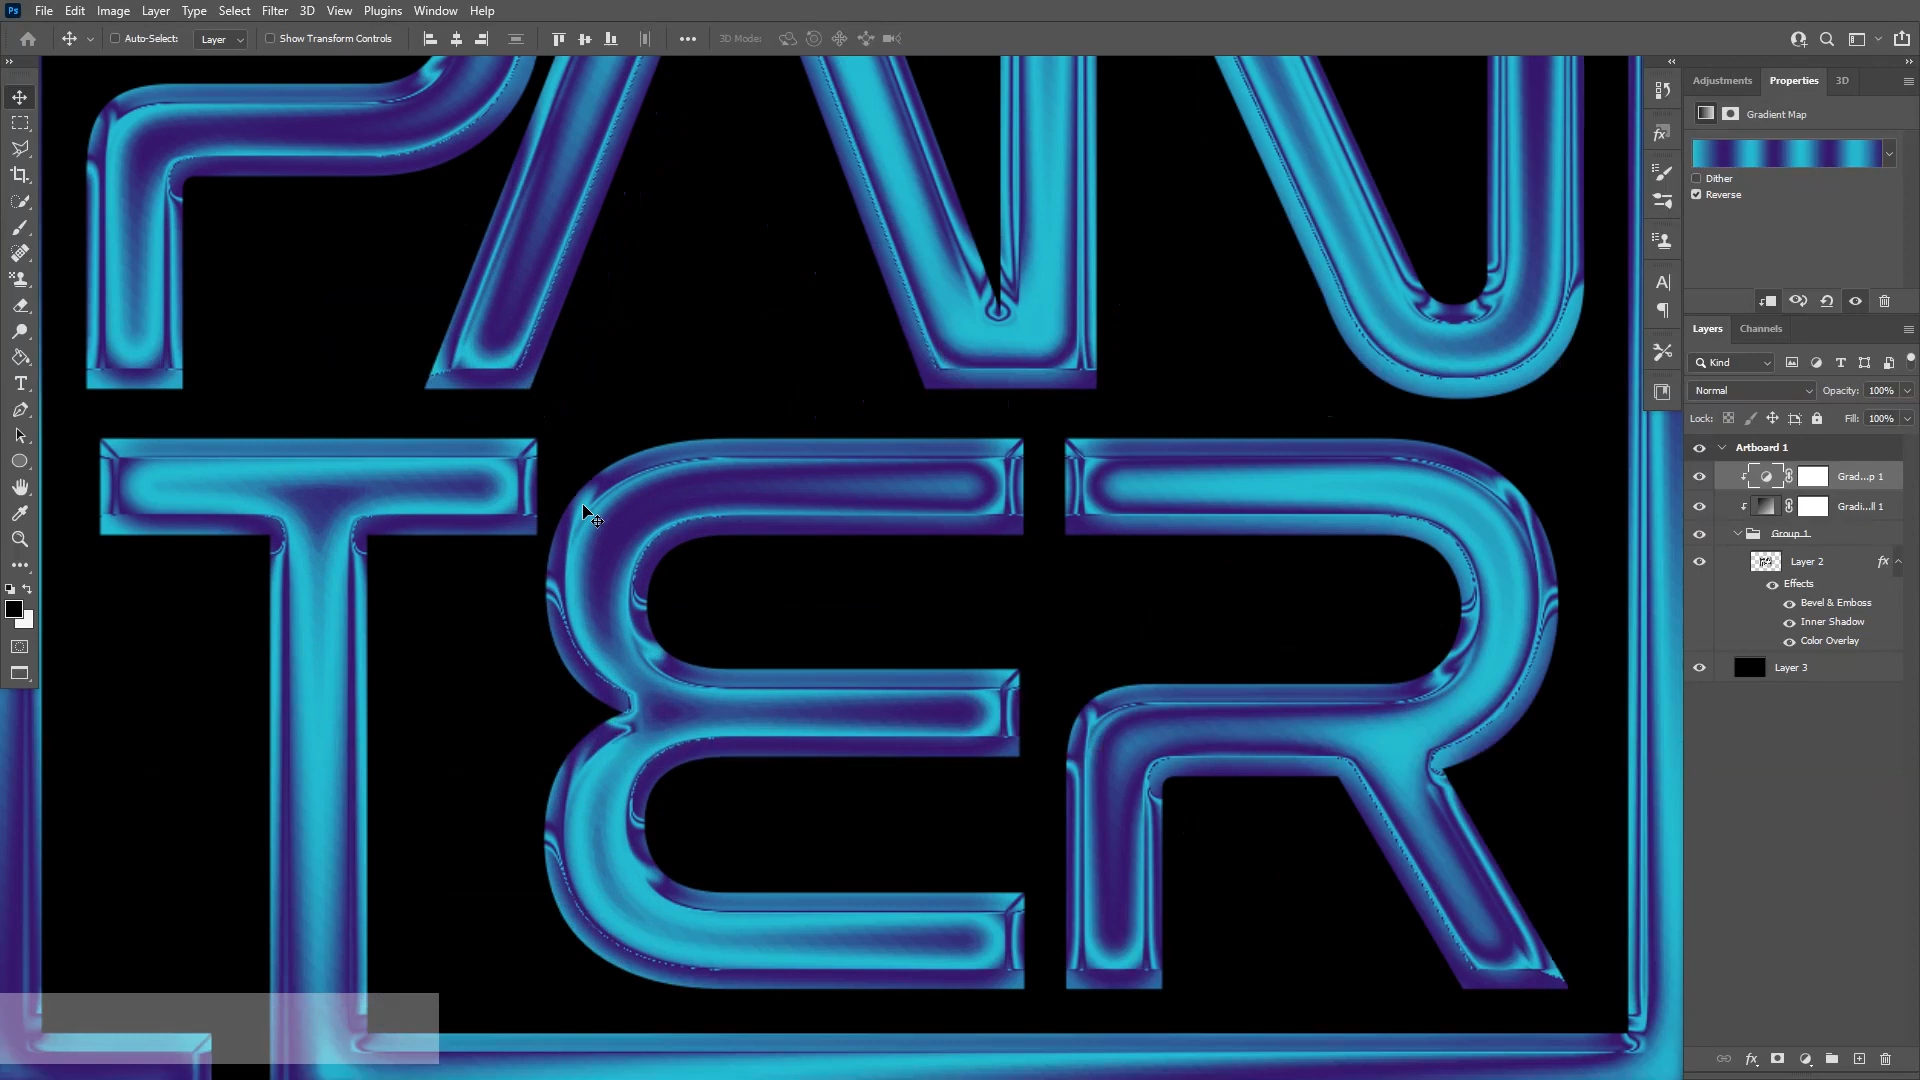 Ps File Edit Image Layer Type Select Filter 3D View Plugins Window Help
Auto-Select: Layer Show Transform Controls 3D Mode:
Adjustments Properties 3D
Gradient Map
Dither
Reverse
Layers Channels
Kind
Normal Opacity: 100%
Lock: Fill: 100%
Artboard 1
Grad...p 1
Gradi...ll 1
Group 1
Layer 2 fx
Effects
Bevel & Emboss
Inner Shadow
Color Overlay
Layer 3
TER